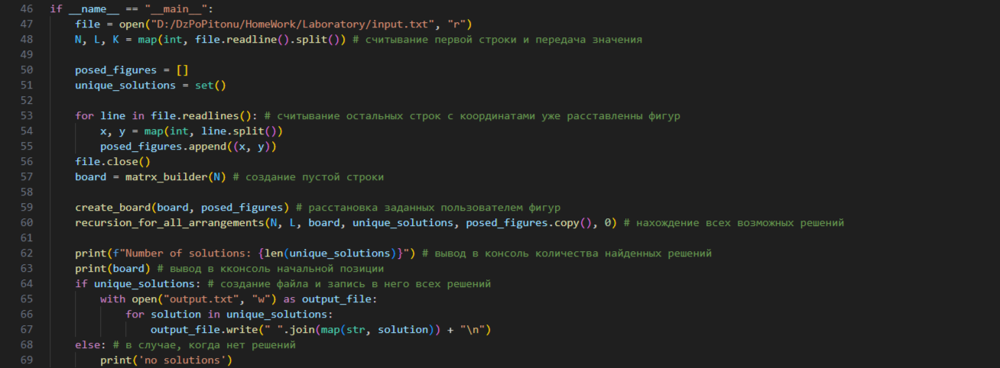 46 if __name__ == "__main__":
47 file = open("D:/DzPoPitonu/HomeWork/Laboratory/input.txt", "r")
48 N, L, K = map(int, file.readline().split()) # считывание первой строки и передача значения
49
50 posed_figures = []
51 unique_solutions = set()
52
53 for line in file.readlines(): # считывание остальных строк с координатами уже расставленны фигур
54 x, y = map(int, line.split())
55 posed_figures.append((x, y))
56 file.close()
57 board = matrx_builder(N) # создание пустой строки
58
59 create_board(board, posed_figures) # расстановка заданных пользователем фигур
60 recursion_for_all_arrangements(N, L, board, unique_solutions, posed_figures.copy(), 0) # нахождение всех возможных решений
61
62 print(f"Number of solutions: {len(unique_solutions)}") # вывод в консоль количества найденных решений
63 print(board) # вывод в кконсоль начальной позиции
64 if unique_solutions: # создание файла и запись в него всех решений
65 with open("output.txt", "w") as output_file:
66 for solution in unique_solutions:
67 output_file.write(" ".join(map(str, solution)) + "\n")
68 else: # в случае, когда нет решений
69 print('no solutions')